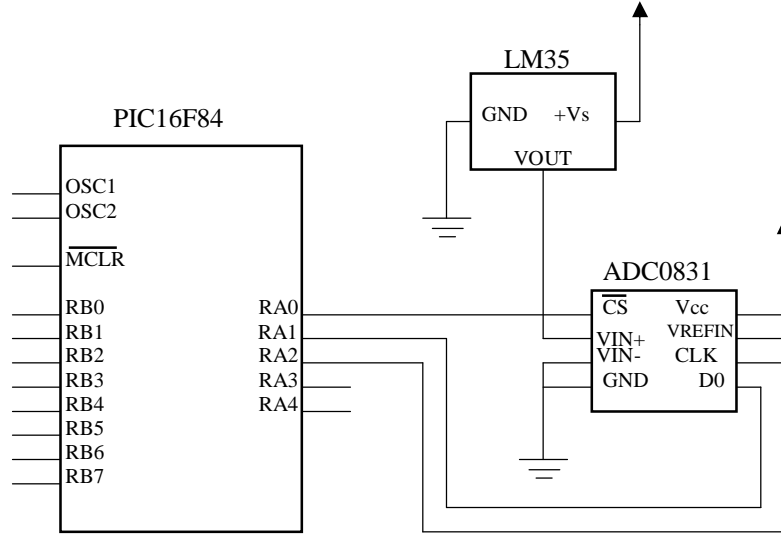 LM35
GND +Vs
VOUT
PIC16F84
OSC1
OSC2
MCLR
RB0 RA0
RB1 RA1
RB2 RA2
RB3 RA3
RB4 RA4
RB5
RB6
RB7
ADC0831
CS Vcc
VIN+ VREFIN
VIN- CLK
GND D0